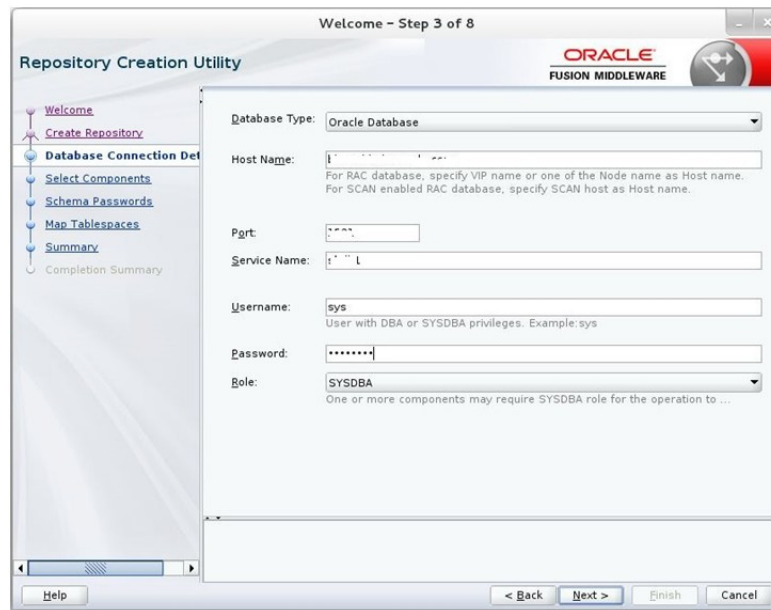 Welcome – Step 3 of 8
Repository Creation Utility
ORACLE
FUSION MIDDLEWARE
Welcome
Create Repository
Database Connection Det
Select Components
Schema Passwords
Map Tablespaces
Summary
Completion Summary
Database Type: Oracle Database
Host Name:
For RAC database, specify VIP name or one of the Node name as Host name.
For SCAN enabled RAC database, specify SCAN host as Host name.
Port:
Service Name:
Username: sys
User with DBA or SYSDBA privileges. Example:sys
Password: ••••••••
Role: SYSDBA
One or more components may require SYSDBA role for the operation to ...
Help
< Back Next > Finish Cancel